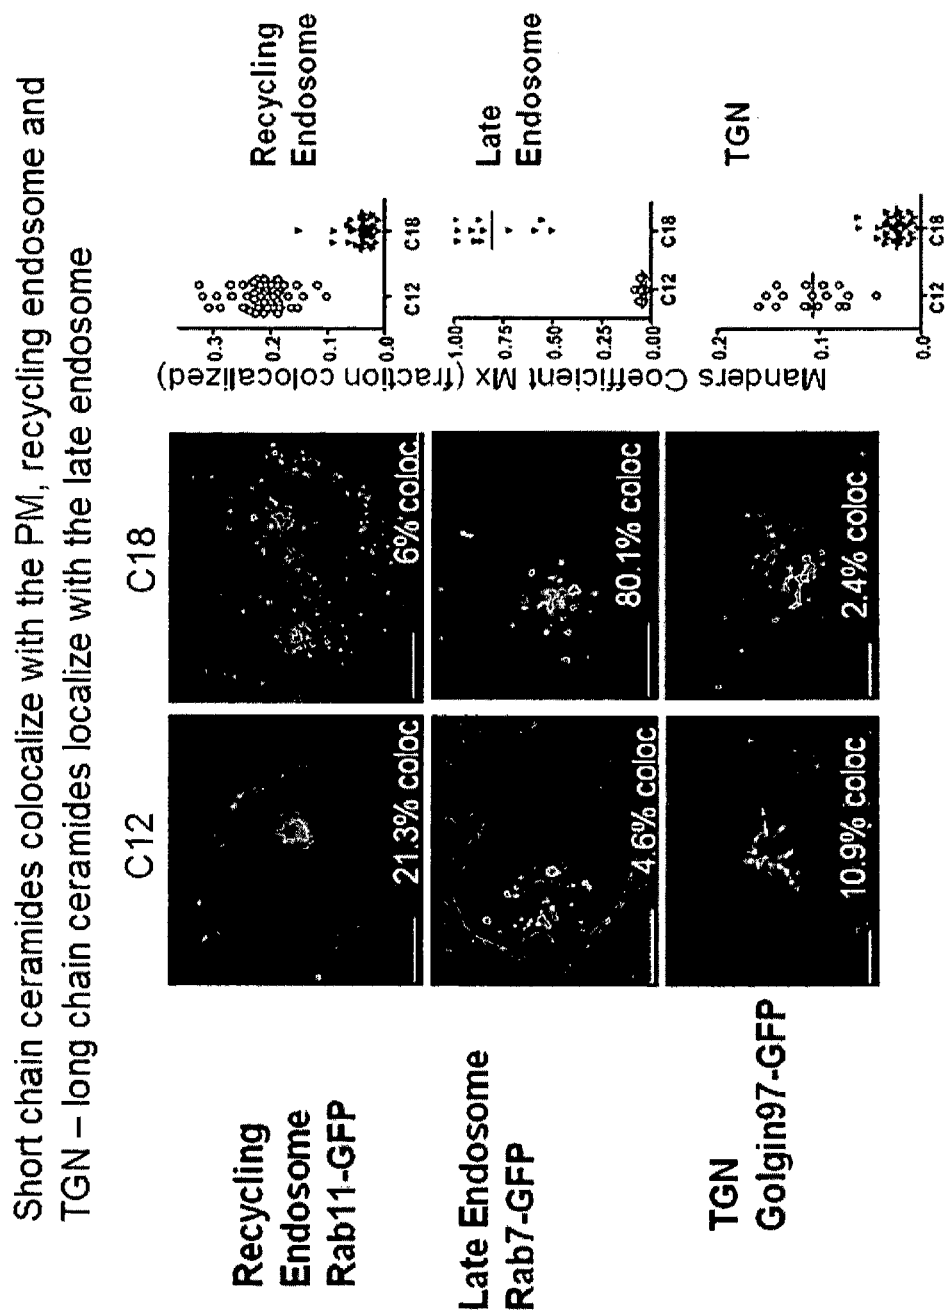 Short chain ceramides colocalize with the PM, recycling endosome and
TGN – long chain ceramides localize with the late endosome
C12
C18
Recycling
Endosome
Rab11-GFP
21.3% coloc
6% coloc
Late Endosome
Rab7-GFP
4.6% coloc
80.1% coloc
TGN
Golgin97-GFP
10.9% coloc
2.4% coloc
Manders Coefficient Mx (fraction colocalized)
0.3
0.2
0.1
0.0
C12
C18
Recycling
Endosome
1.00
0.75
0.50
0.25
0.00
C12
C18
Late
Endosome
0.2
0.1
0.0
C12
C18
TGN